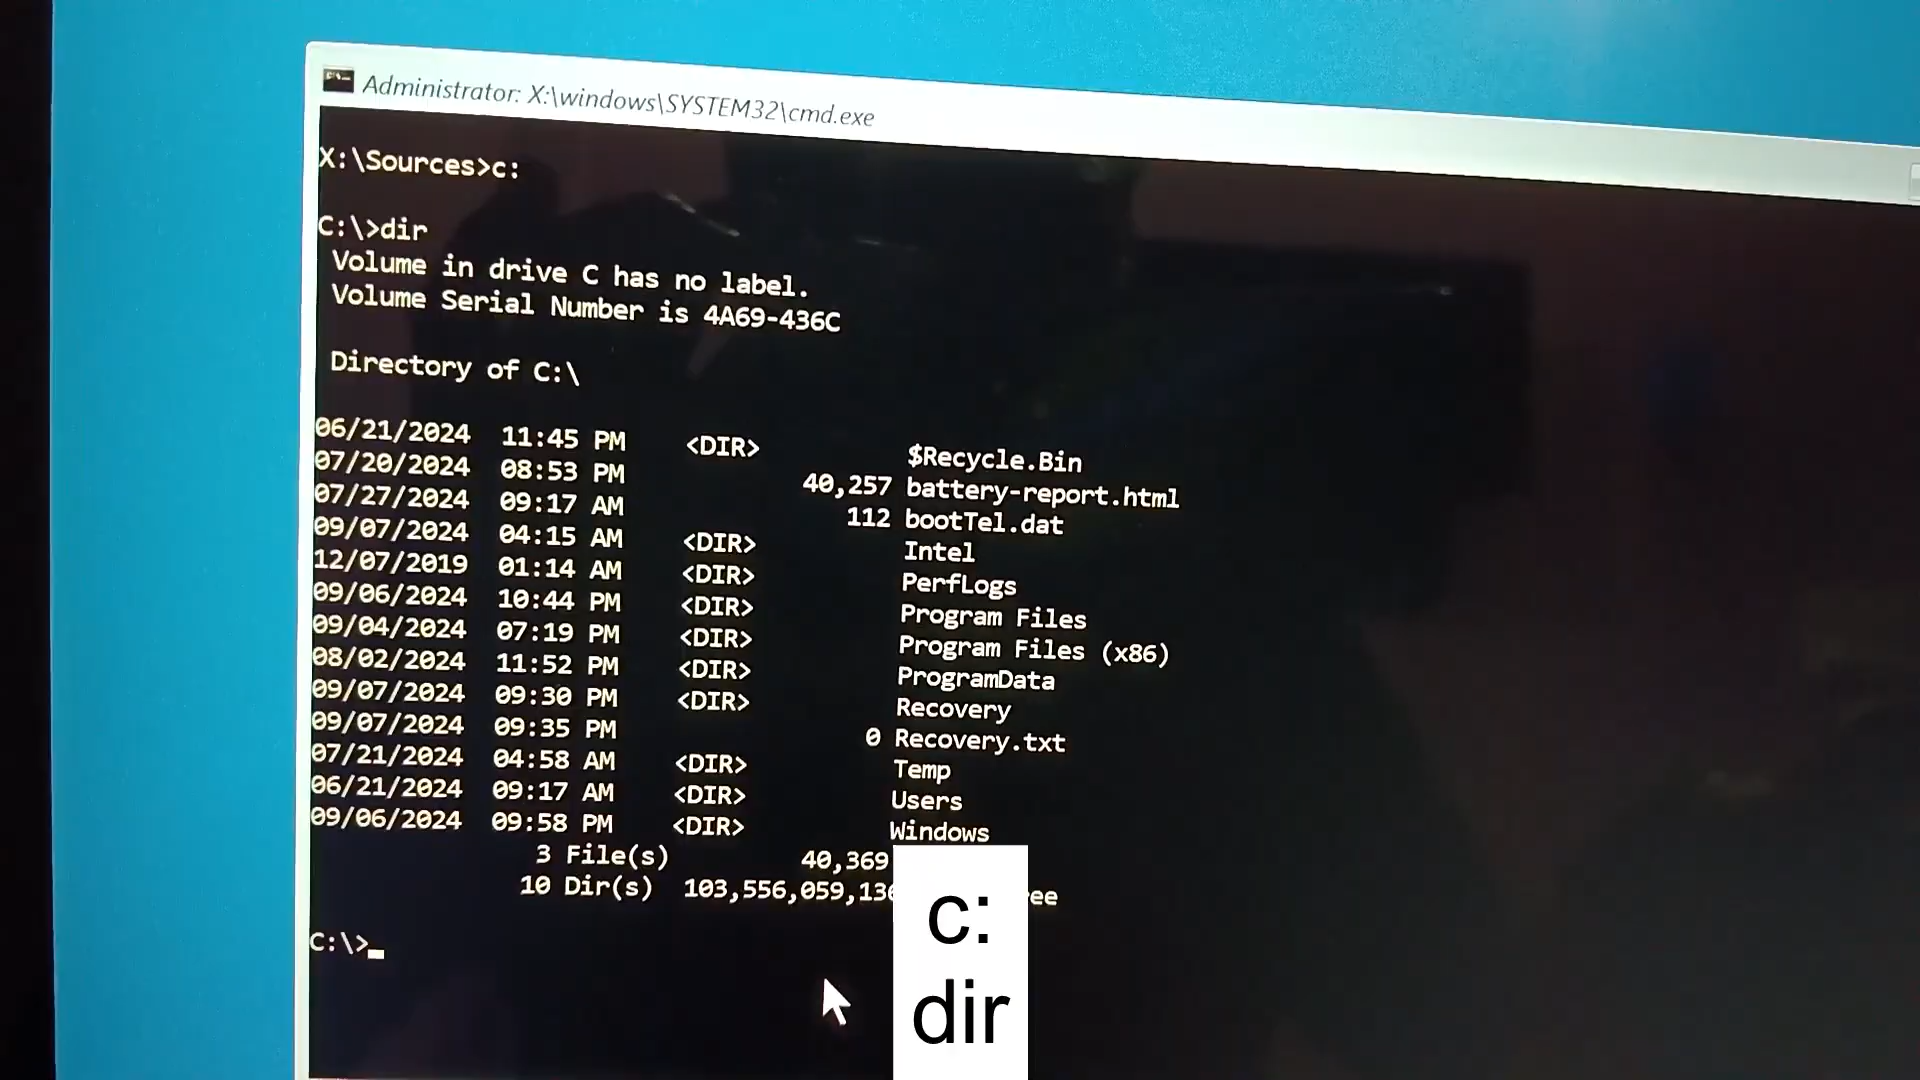 Administrator: X:\windows\SYSTEM32\cmd.exe
X:\Sources>c:
C:\>dir
Volume in drive C has no label.
Volume Serial Number is 4A69-436C
Directory of C:\
06/21/2024 11:45 PM <DIR> $Recycle.Bin
07/20/2024 08:53 PM 40,257 battery-report.html
07/27/2024 09:17 AM 112 bootTel.dat
09/07/2024 04:15 AM <DIR> Intel
12/07/2019 01:14 AM <DIR> PerfLogs
09/06/2024 10:44 PM <DIR> Program Files
09/04/2024 07:19 PM <DIR> Program Files (x86)
08/02/2024 11:52 PM <DIR> ProgramData
09/07/2024 09:30 PM <DIR> Recovery
09/07/2024 09:35 PM 0 Recovery.txt
07/21/2024 04:58 AM <DIR> Temp
06/21/2024 09:17 AM <DIR> Users
09/06/2024 09:58 PM <DIR> Windows
3 File(s) 40,369
10 Dir(s) 103,556,059,13
C:\>
c:
dir